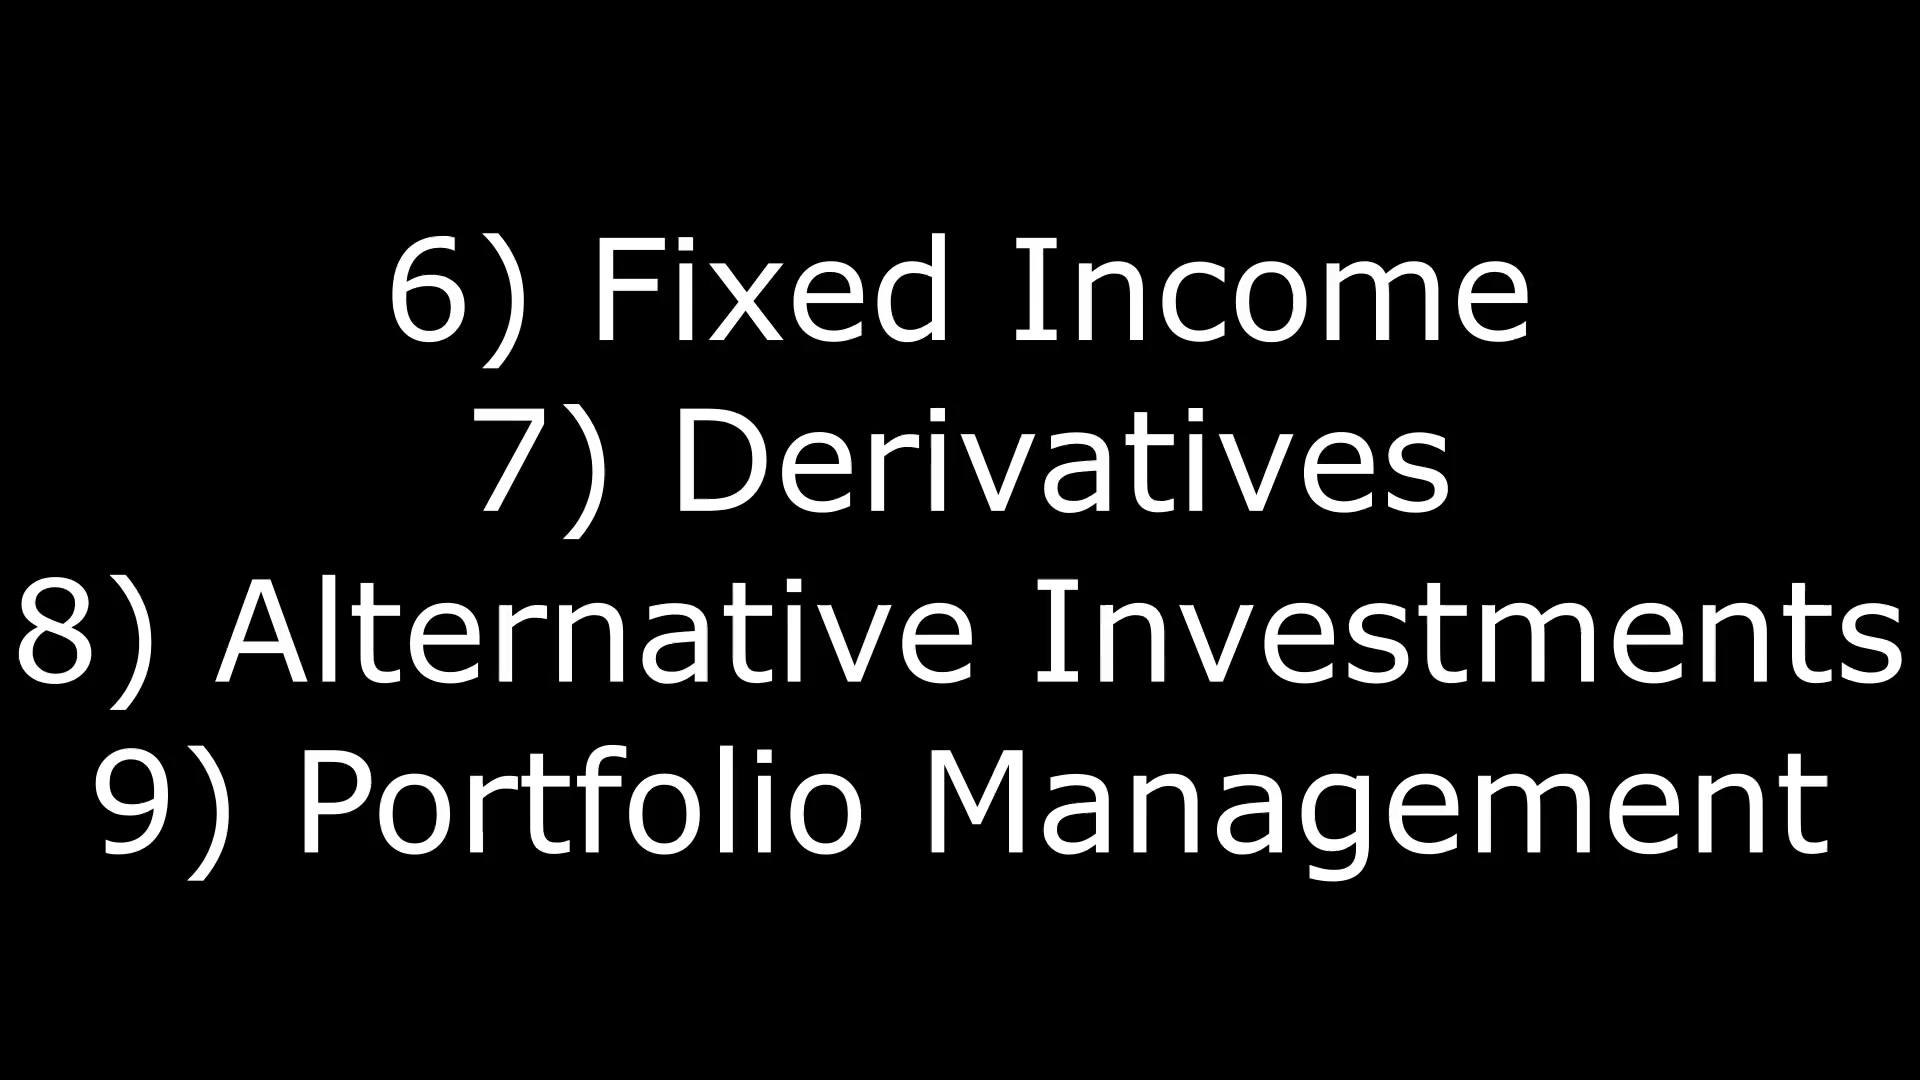 6) Fixed Income
7) Derivatives
8) Alternative Investments
9) Portfolio Management